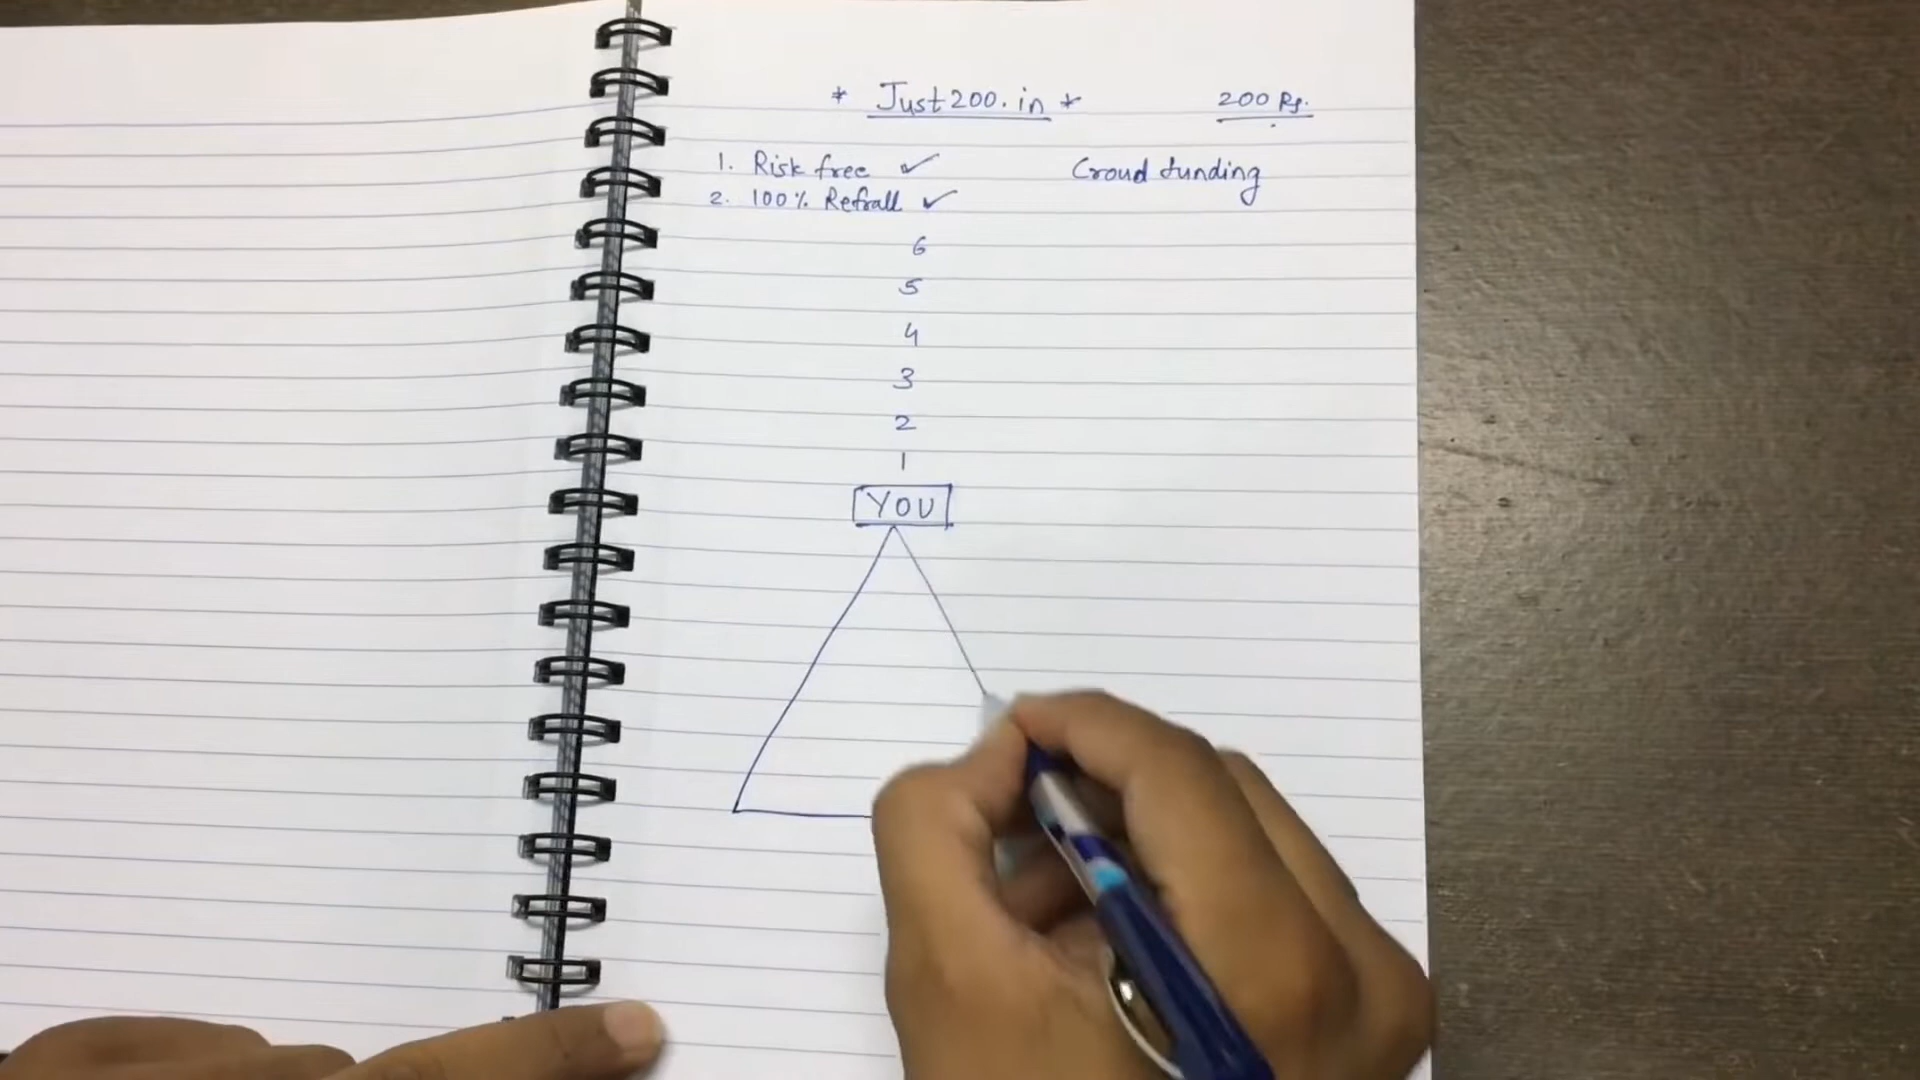 * Just200.in * 200 Rs.
1. Risk free ✓ Croud funding
2. 100% Refrall ✓
6
5
4
3
2
1
YOU